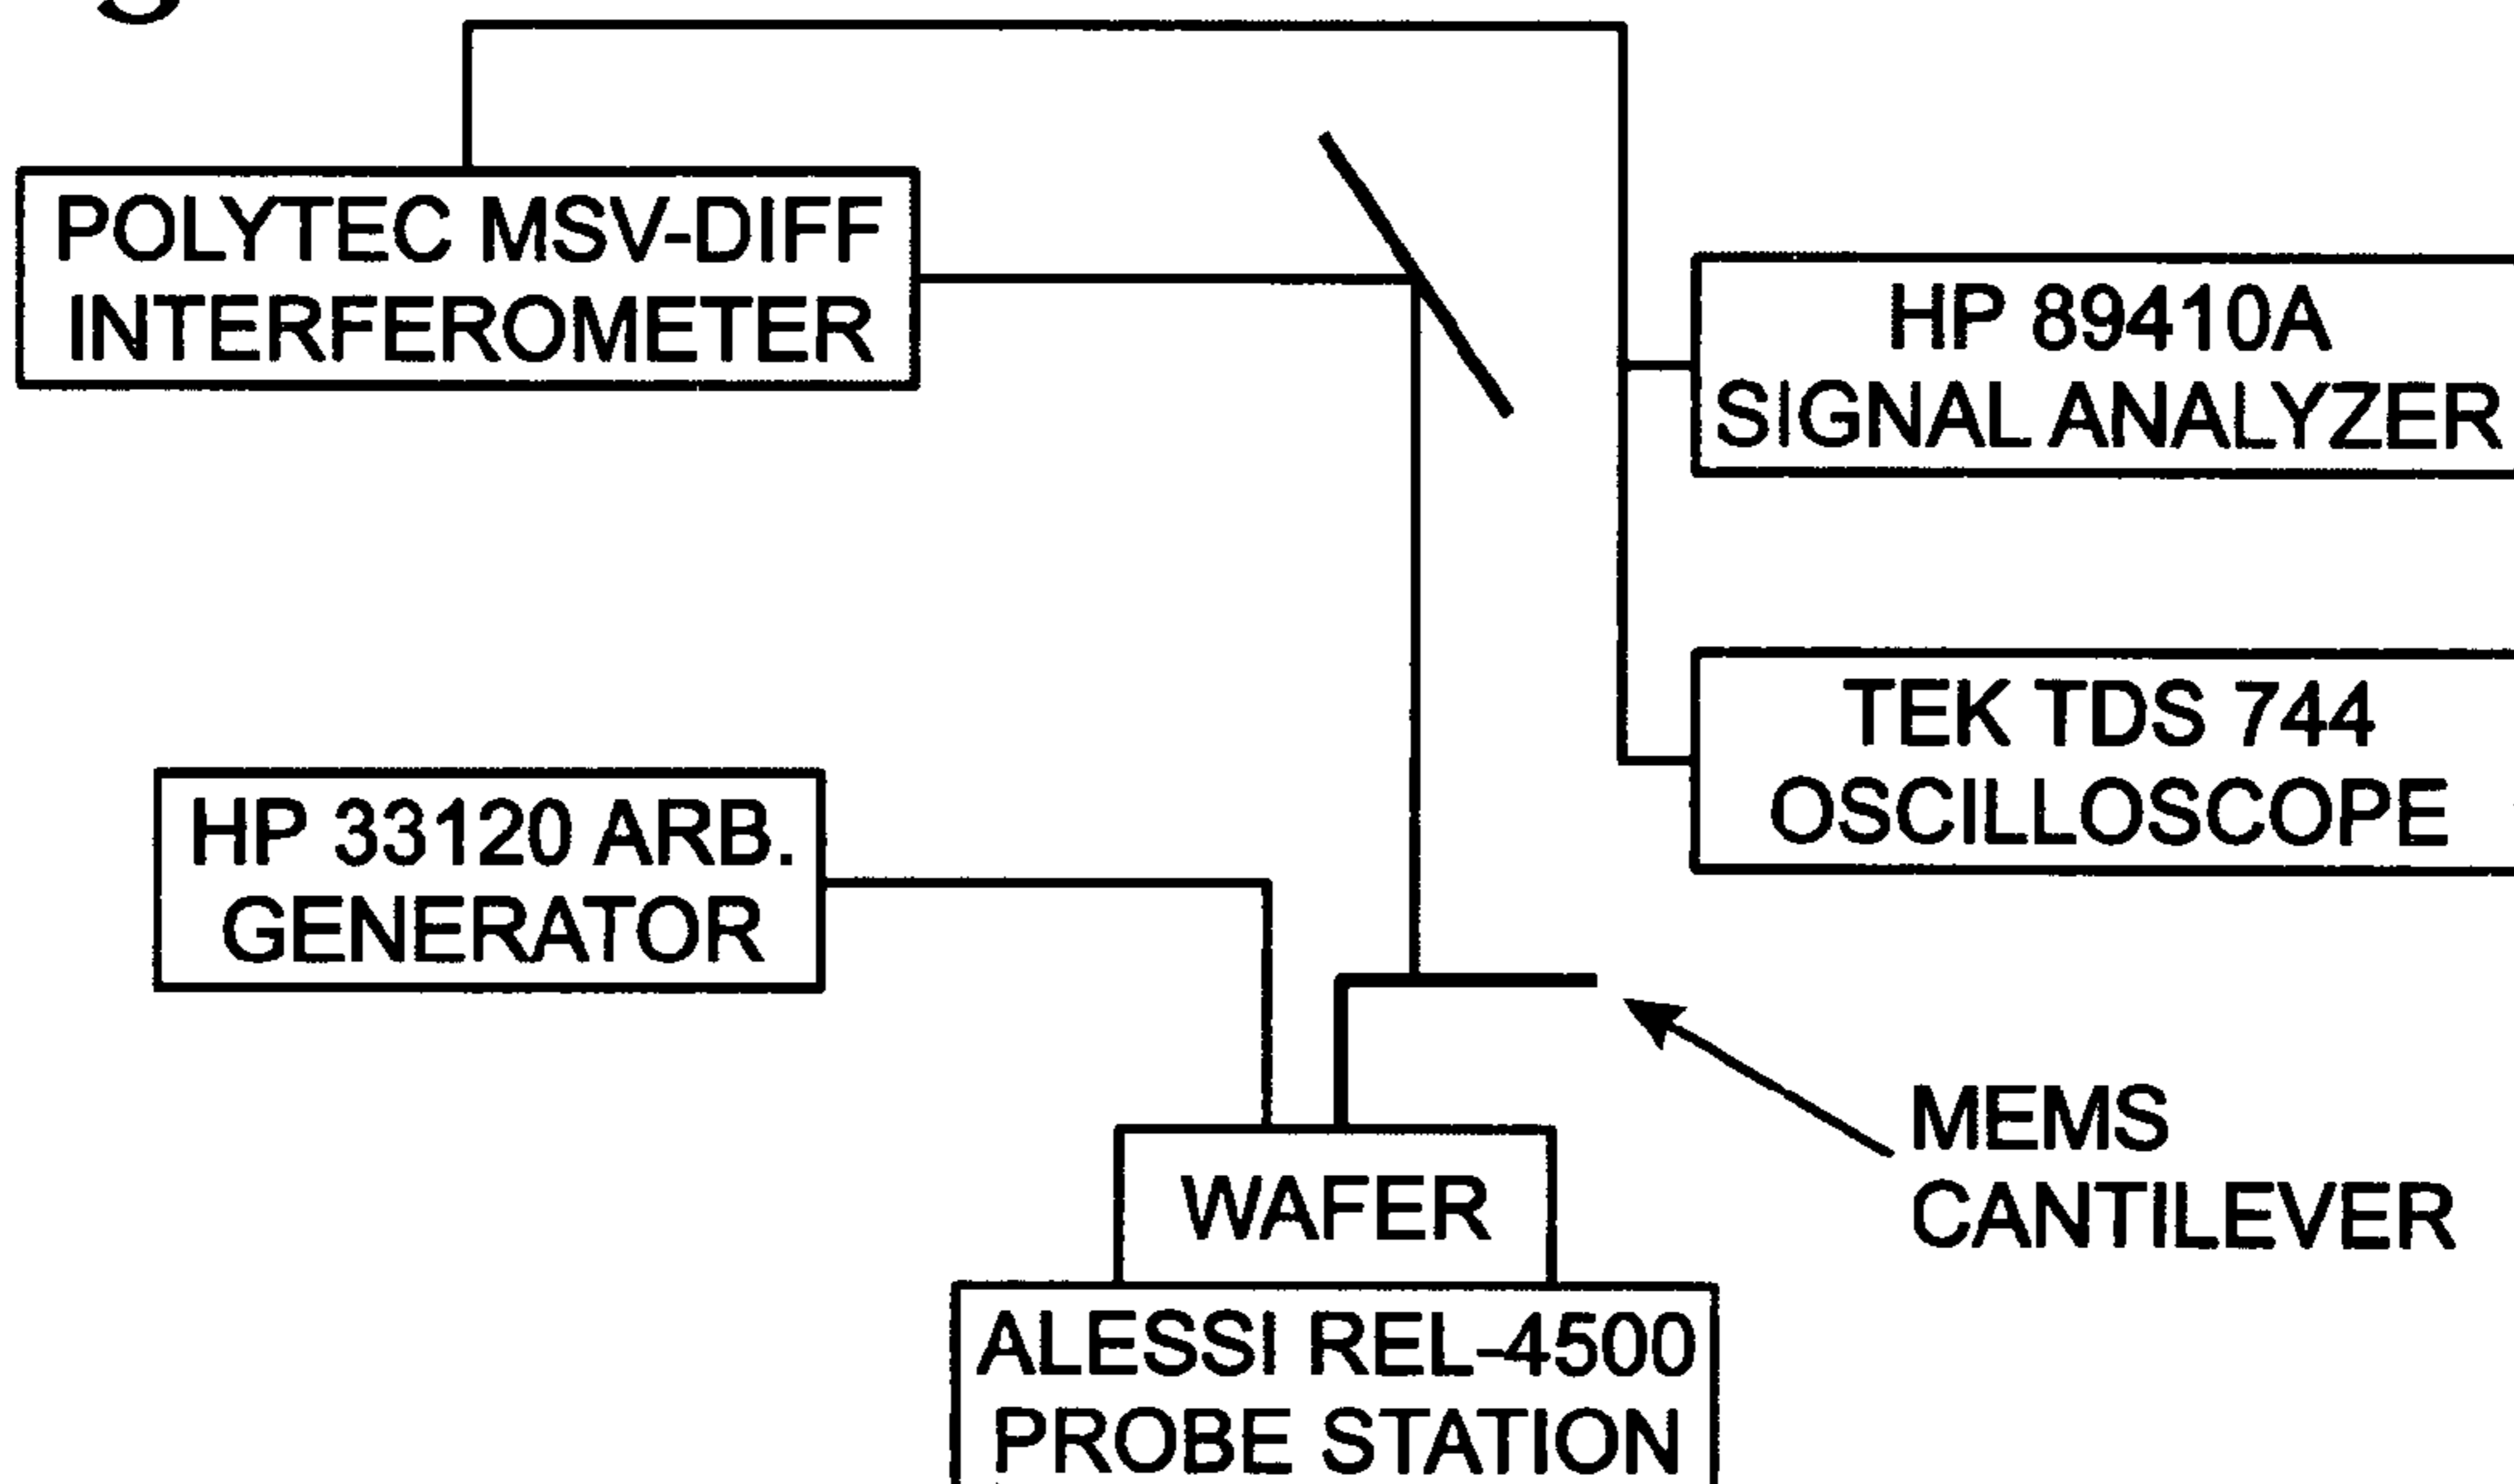 POLYTEC MSV-DIFF
INTERFEROMETER
HP 89410A
SIGNAL ANALYZER
TEK TDS 744
OSCILLOSCOPE
HP 33120 ARB.
GENERATOR
MEMS
CANTILEVER
WAFER
ALESSI REL-4500
PROBE STATION